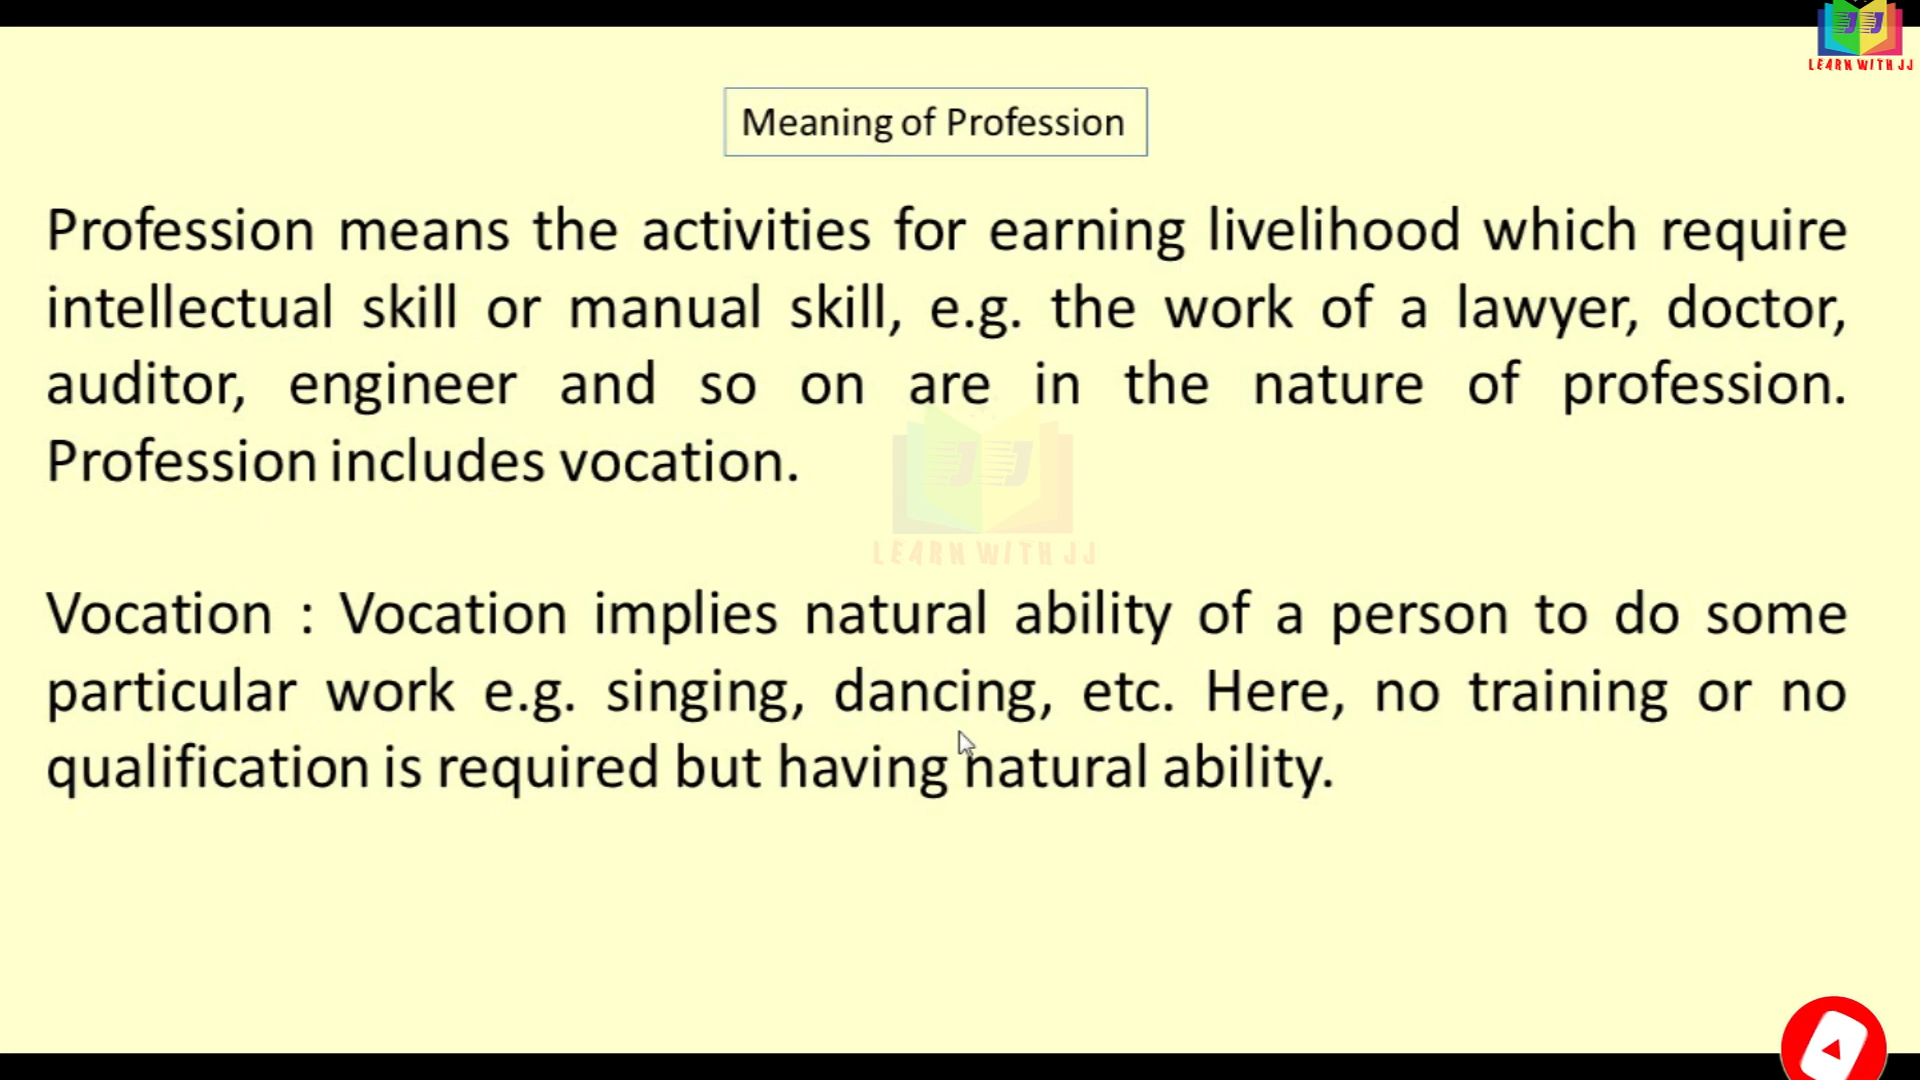 LEARN WITH JJ
Meaning of Profession
Profession means the activities for earning livelihood which require
intellectual skill or manual skill, e.g. the work of a lawyer, doctor,
auditor, engineer and so on are in the nature of profession.
Profession includes vocation.
LEARN WITH JJ
Vocation : Vocation implies natural ability of a person to do some
particular work e.g. singing, dancing, etc. Here, no training or no
qualification is required but having natural ability.